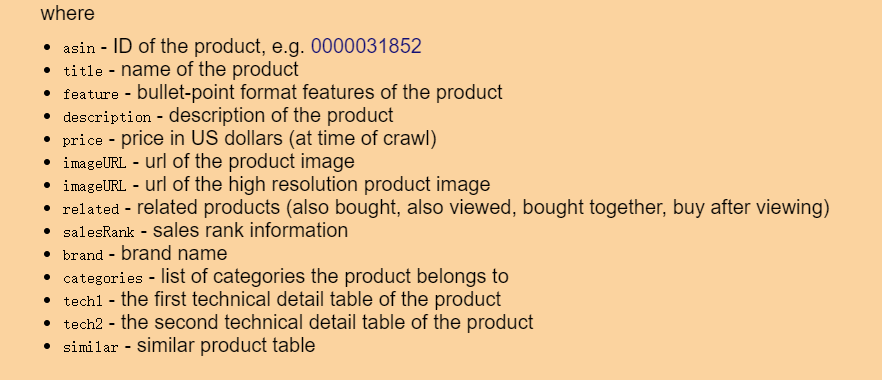 where
• asin - ID of the product, e.g. 0000031852
• title - name of the product
• feature - bullet-point format features of the product
• description - description of the product
• price - price in US dollars (at time of crawl)
• imageURL - url of the product image
• imageURL - url of the high resolution product image
• related - related products (also bought, also viewed, bought together, buy after viewing)
• salesRank - sales rank information
• brand - brand name
• categories - list of categories the product belongs to
• tech1 - the first technical detail table of the product
• tech2 - the second technical detail table of the product
• similar - similar product table